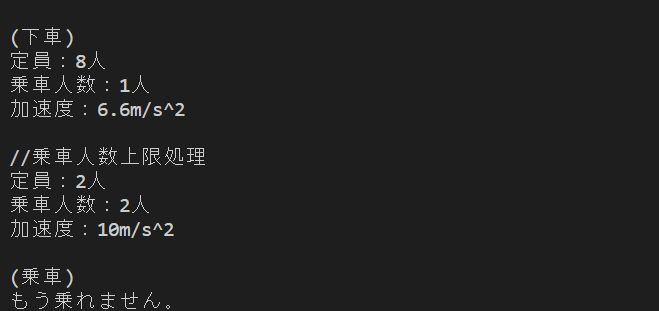 (下車)
定員：8人
乗車人数：1人
加速度：6.6m/s^2
//乗車人数上限処理
定員：2人
乗車人数：2人
加速度：10m/s^2
(乗車)
もう乗れません。